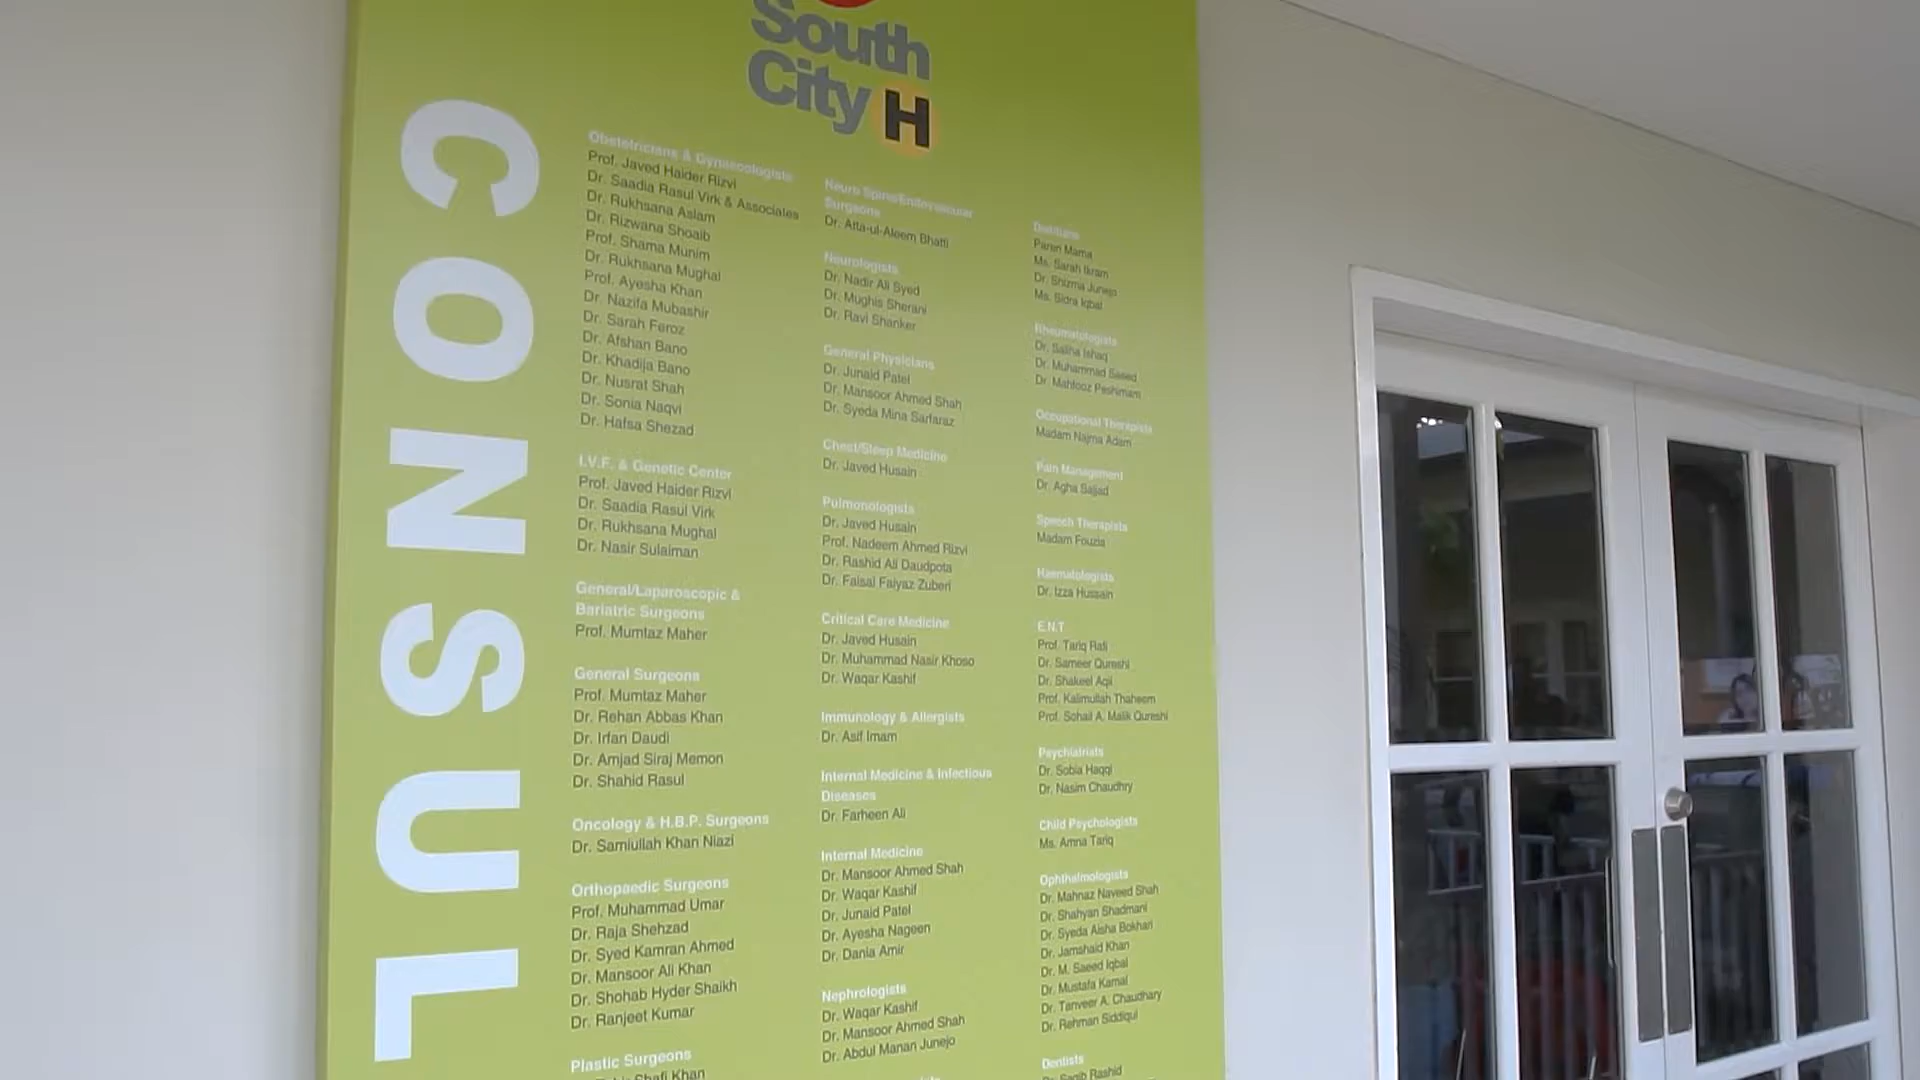 South
City H
CONSUL
Obstetricians & Gynaecologists
Prof. Javed Haider Rizvi
Dr. Saadia Rasul Virk & Associates
Dr. Rukhsana Aslam
Dr. Rizwana Shoaib
Prof. Shama Munim
Dr. Rukhsana Mughal
Prof. Ayesha Khan
Dr. Nazifa Mubashir
Dr. Sarah Feroz
Dr. Afshan Bano
Dr. Khadija Bano
Dr. Nusrat Shah
Dr. Sonia Naqvi
Dr. Hafsa Shezad
I.V.F. & Genetic Center
Prof. Javed Haider Rizvi
Dr. Saadia Rasul Virk
Dr. Rukhsana Mughal
Dr. Nasir Sulaiman
General/Laparoscopic &
Bariatric Surgeons
Prof. Mumtaz Maher
General Surgeons
Prof. Mumtaz Maher
Dr. Rehan Abbas Khan
Dr. Irfan Daudi
Dr. Amjad Siraj Memon
Dr. Shahid Rasul
Oncology & H.B.P. Surgeons
Dr. Samiullah Khan Niazi
Orthopaedic Surgeons
Prof. Muhammad Umar
Dr. Raja Shehzad
Dr. Syed Kamran Ahmed
Dr. Mansoor Ali Khan
Dr. Shohab Hyder Shaikh
Dr. Ranjeet Kumar
Plastic Surgeons
Shafi Khan
Neuro Spine/Endovascular
Surgeons
Dr. Atta-ul-Aleem Bhatti
Neurologists
Dr. Nadir Ali Syed
Dr. Mughis Sherani
Dr. Ravi Shanker
General Physicians
Dr. Junaid Patel
Dr. Mansoor Ahmed Shah
Dr. Syeda Mina Sarfaraz
Chest/Sleep Medicine
Dr. Javed Husain
Pulmonologists
Dr. Javed Husain
Prof. Nadeem Ahmed Rizvi
Dr. Rashid Ali Daudpota
Dr. Faisal Faiyaz Zuberi
Critical Care Medicine
Dr. Javed Husain
Dr. Muhammad Nasir Khoso
Dr. Waqar Kashif
Immunology & Allergists
Dr. Asif Imam
Internal Medicine & Infectious
Diseases
Dr. Farheen Ali
Internal Medicine
Dr. Mansoor Ahmed Shah
Dr. Waqar Kashif
Dr. Junaid Patel
Dr. Ayesha Nageen
Dr. Dania Amir
Nephrologists
Dr. Waqar Kashif
Dr. Mansoor Ahmed Shah
Dr. Abdul Manan Junejo
Dietitians
Mama
Ms. Sarah Ikram
Dr. Shizma Junejo
Ms. Sidra Iqbal
Rheumatologists
Dr. Saliha Ishaq
Dr. Muhammad Saeed
Dr. Mahfooz Peshimam
Occupational Therapists
Madam Najma Adam
Pain Management
Dr. Agha Sajjad
Speech Therapists
Madam Fouzia
Haematologists
Dr. Izza Hussain
E.N.T
Prof. Tariq Rafi
Dr. Sameer Qureshi
Dr. Shakeel Aqil
Prof. Kalimullah Thaheem
Prof. Sohail A. Malik Qureshi
Psychiatrists
Dr. Sobia Haqqi
Dr. Nasim Chaudhry
Child Psychologists
Ms. Amna Tariq
Ophthalmologists
Dr. Mahnaz Naveed Shah
Dr. Shahyan Shadmani
Dr. Syeda Aisha Bokhari
Dr. Jamshaid Khan
Dr. M. Saeed Iqbal
Dr. Mustafa Kamal
Dr. Tanveer A. Chaudhary
Dr. Rehman Siddiqui
Dentists
Saqib Rashid